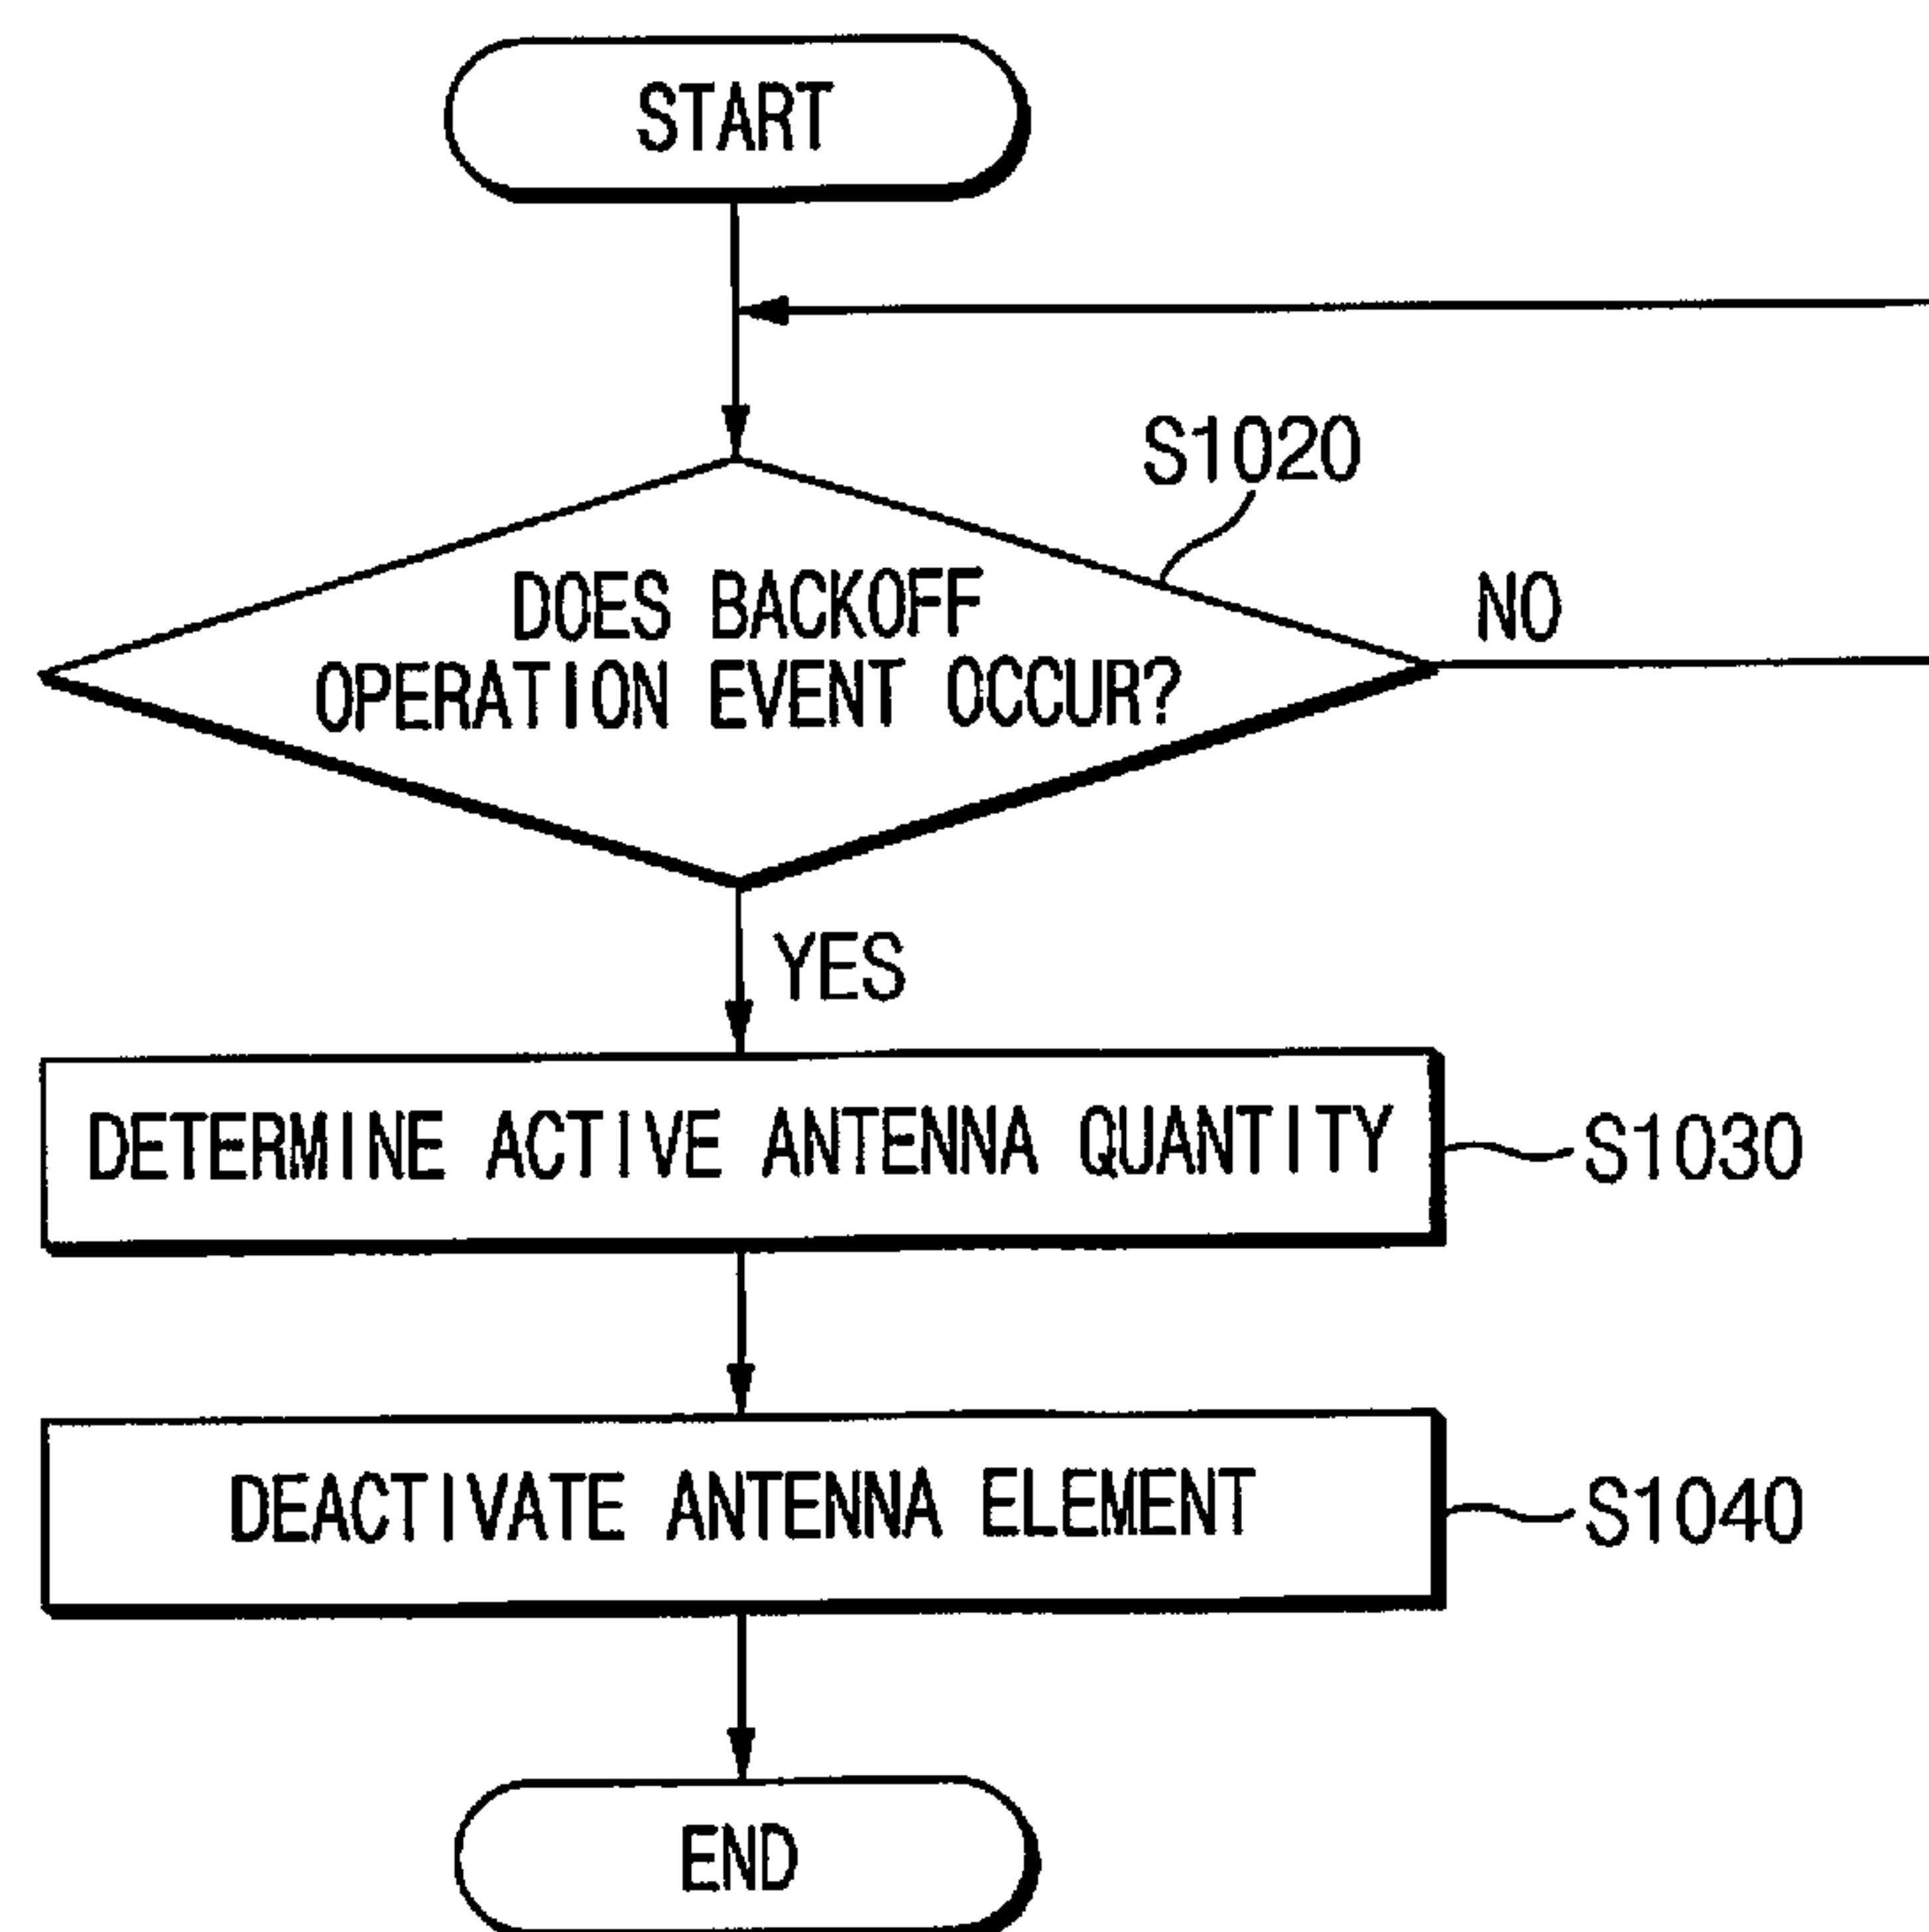 START
S1020
DOES BACKOFF
OPERATION EVENT OCCUR?
NO
YES
DETERMINE ACTIVE ANTENNA QUANTITY
S1030
DEACTIVATE ANTENNA ELEMENT
S1040
END